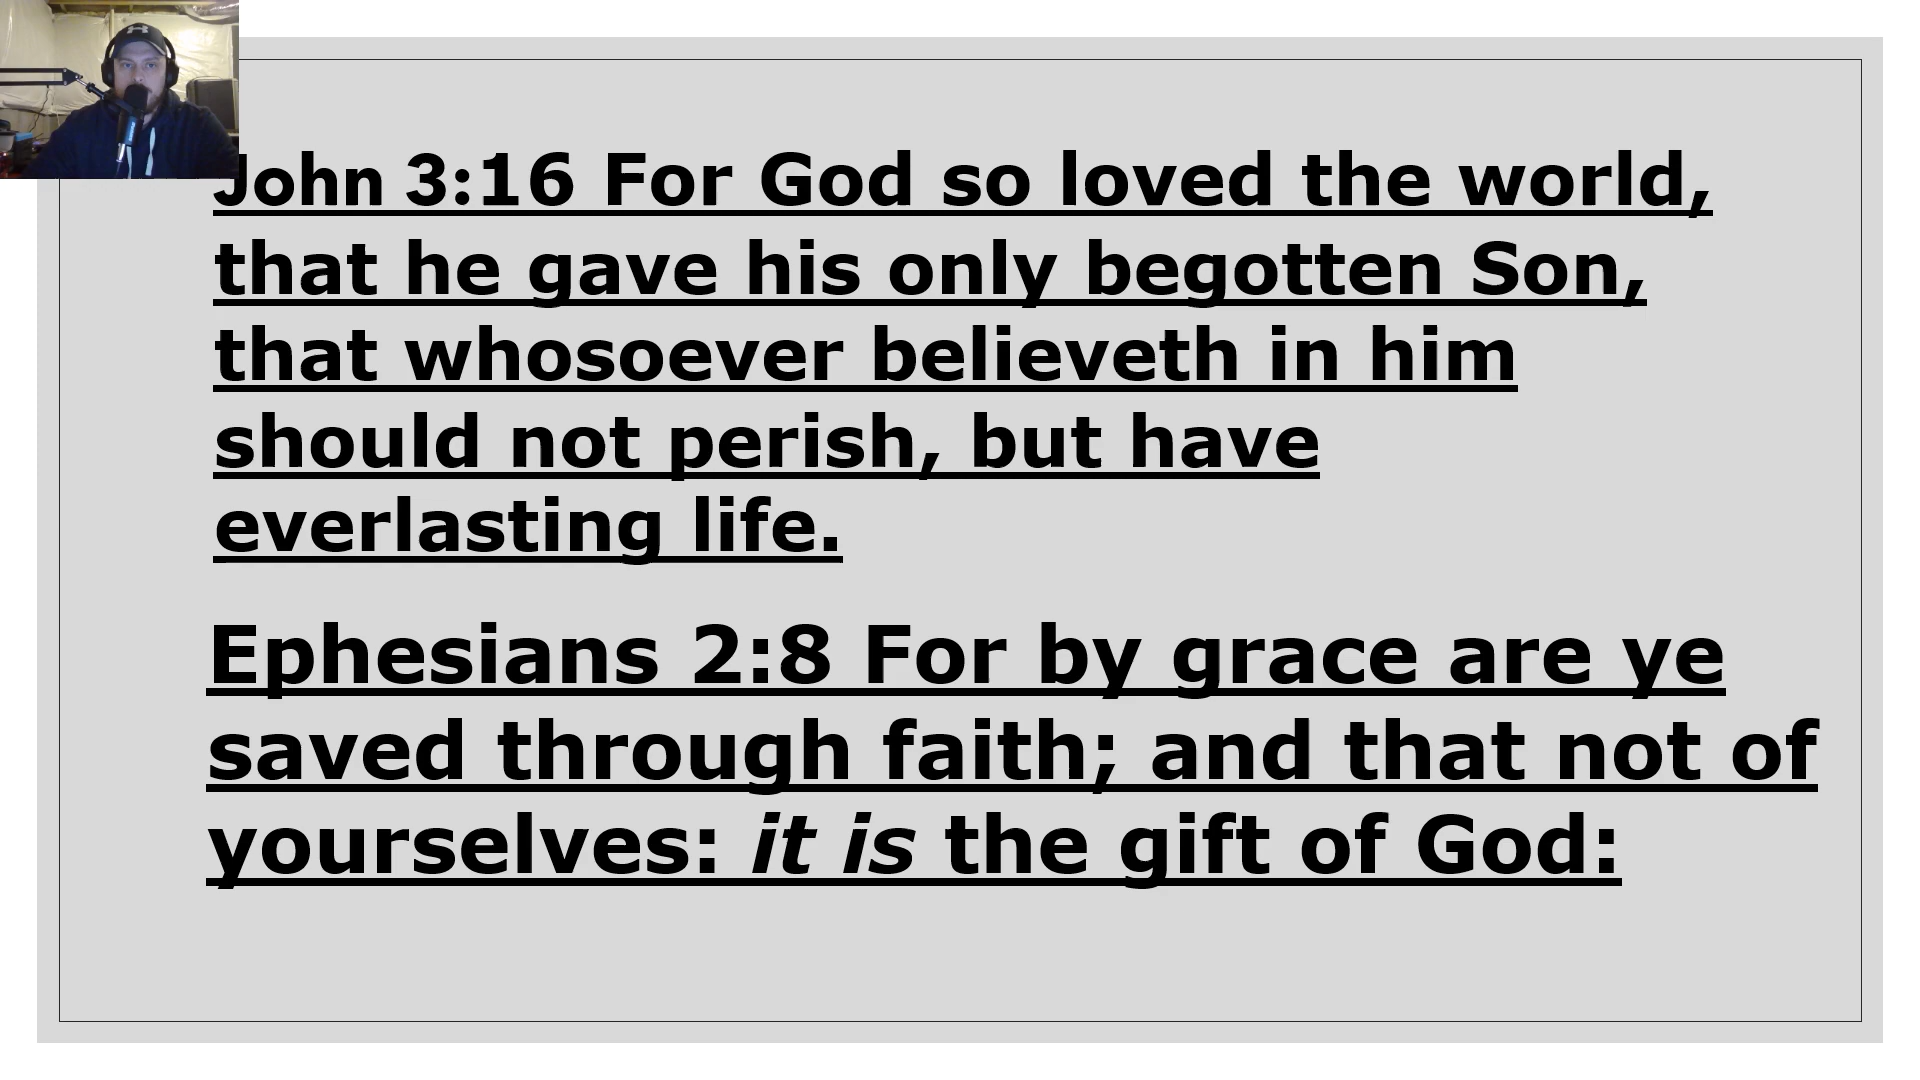 John 3:16 For God so loved the world,
that he gave his only begotten Son,
that whosoever believeth in him
should not perish, but have
everlasting life.
Ephesians 2:8 For by grace are ye
saved through faith; and that not of
yourselves: it is the gift of God: